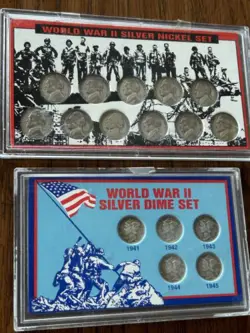 WORLD WAR II SILVER NICKEL SET
WORLD WAR II
SILVER DIME SET
1941 1942 1943
1944 1945